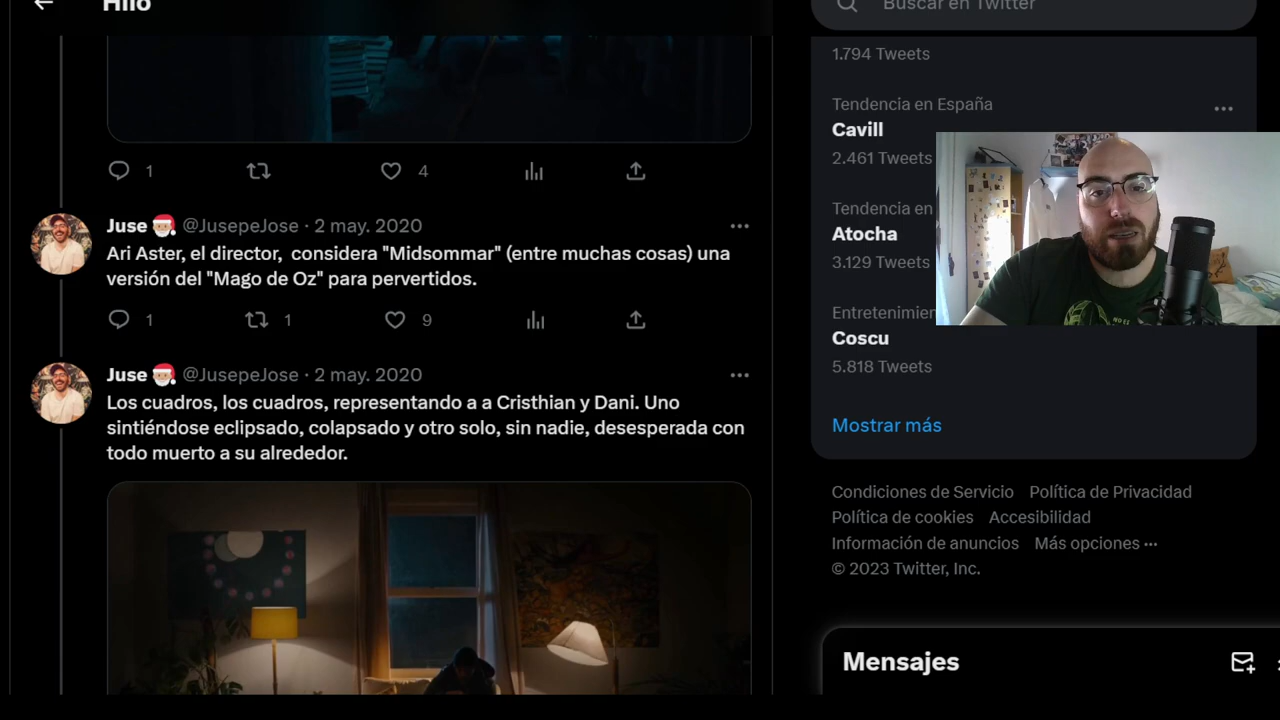 Hilo
Buscar en Twitter
1.794 Tweets
Tendencia en España
Cavill
2.461 Tweets
Tendencia en
Atocha
3.129 Tweets
Coscu
5.818 Tweets
Mostrar más
Condiciones de Servicio Política de Privacidad
Política de cookies Accesibilidad
Información de anuncios Más opciones ···
© 2023 Twitter, Inc.
Mensajes
1 4
Juse @JusepeJose · 2 may. 2020
Ari Aster, el director, considera "Midsommar" (entre muchas cosas) una
versión del "Mago de Oz" para pervertidos.
1 1 9
Juse @JusepeJose · 2 may. 2020
Los cuadros, los cuadros, representando a a Cristhian y Dani. Uno
sintiéndose eclipsado, colapsado y otro solo, sin nadie, desesperada con
todo muerto a su alrededor.